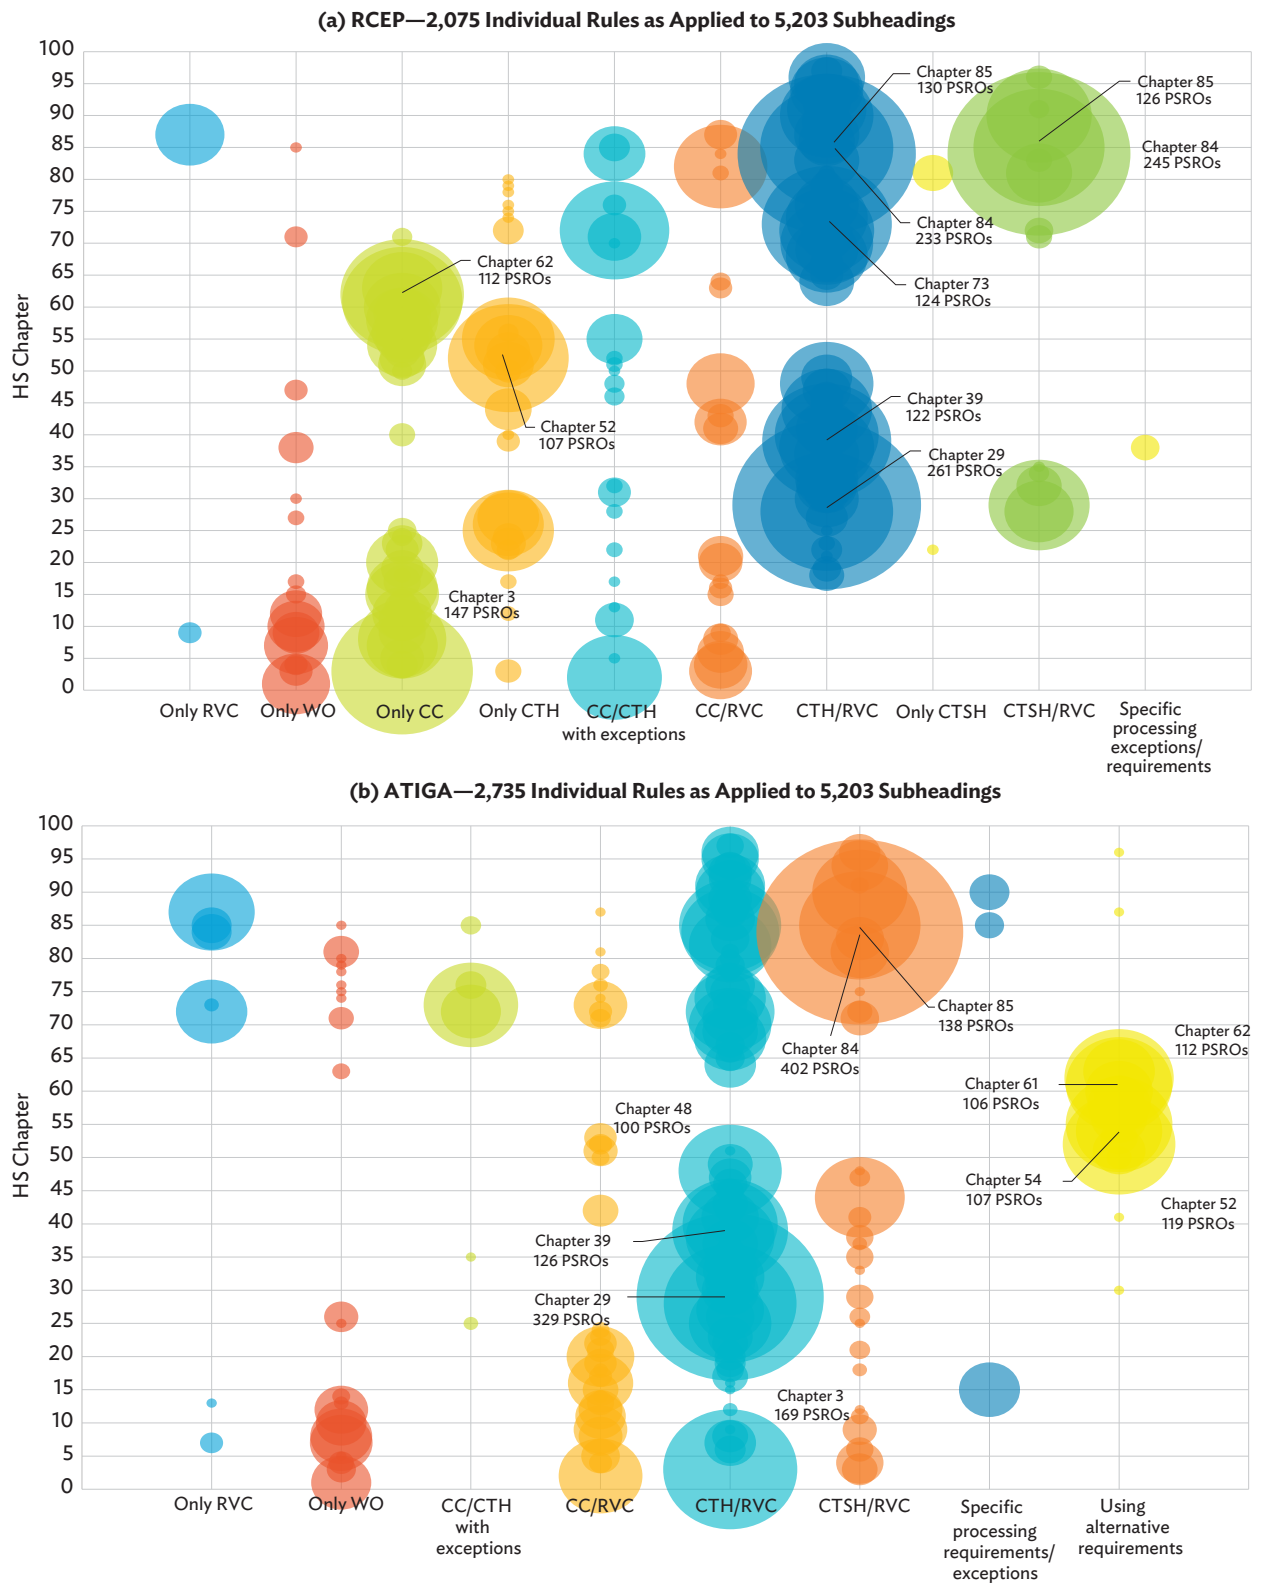 (a) RCEP—2,075 Individual Rules as Applied to 5,203 Subheadings
HS Chapter
100
95
90
85
80
75
70
65
60
55
50
45
40
35
30
25
20
15
10
5
0
Chapter 85
130 PSROs
Chapter 85
126 PSROs
Chapter 84
245 PSROs
Chapter 84
233 PSROs
Chapter 62
112 PSROs
Chapter 73
124 PSROs
Chapter 39
122 PSROs
Chapter 52
107 PSROs
Chapter 29
261 PSROs
Chapter 3
147 PSROs
Only RVC
Only WO
Only CC
Only CTH
CC/CTH
with exceptions
CC/RVC
CTH/RVC
Only CTSH
CTSH/RVC
Specific
processing
exceptions/
requirements
(b) ATIGA—2,735 Individual Rules as Applied to 5,203 Subheadings
HS Chapter
100
95
90
85
80
75
70
65
60
55
50
45
40
35
30
25
20
15
10
5
0
Chapter 85
138 PSROs
Chapter 84
402 PSROs
Chapter 62
112 PSROs
Chapter 61
106 PSROs
Chapter 48
100 PSROs
Chapter 54
107 PSROs
Chapter 52
119 PSROs
Chapter 39
126 PSROs
Chapter 29
329 PSROs
Chapter 3
169 PSROs
Only RVC
Only WO
CC/CTH
with
exceptions
CC/RVC
CTH/RVC
CTSH/RVC
Specific
processing
requirements/
exceptions
Using
alternative
requirements